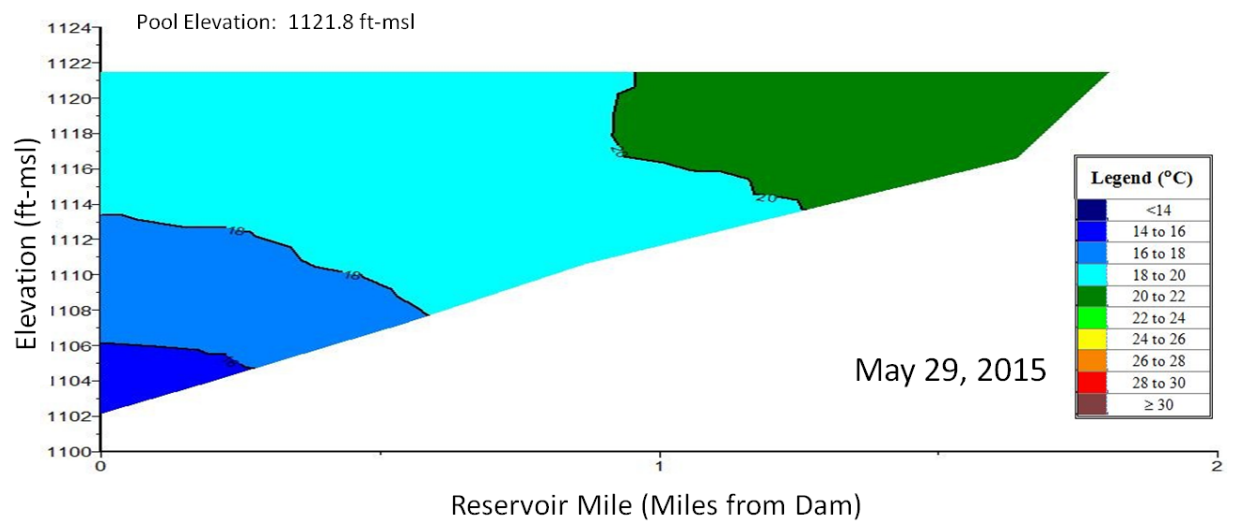 Pool Elevation:  1121.8 ft-msl
Elevation (ft-msl)
1124
1122
1120
1118
1116
1114
1112
1110
1108
1106
1104
1102
1100
20
20
18
18
May 29, 2015
Legend (°C)
<14
14 to 16
16 to 18
18 to 20
20 to 22
22 to 24
24 to 26
26 to 28
28 to 30
≥ 30
0
1
2
Reservoir Mile (Miles from Dam)